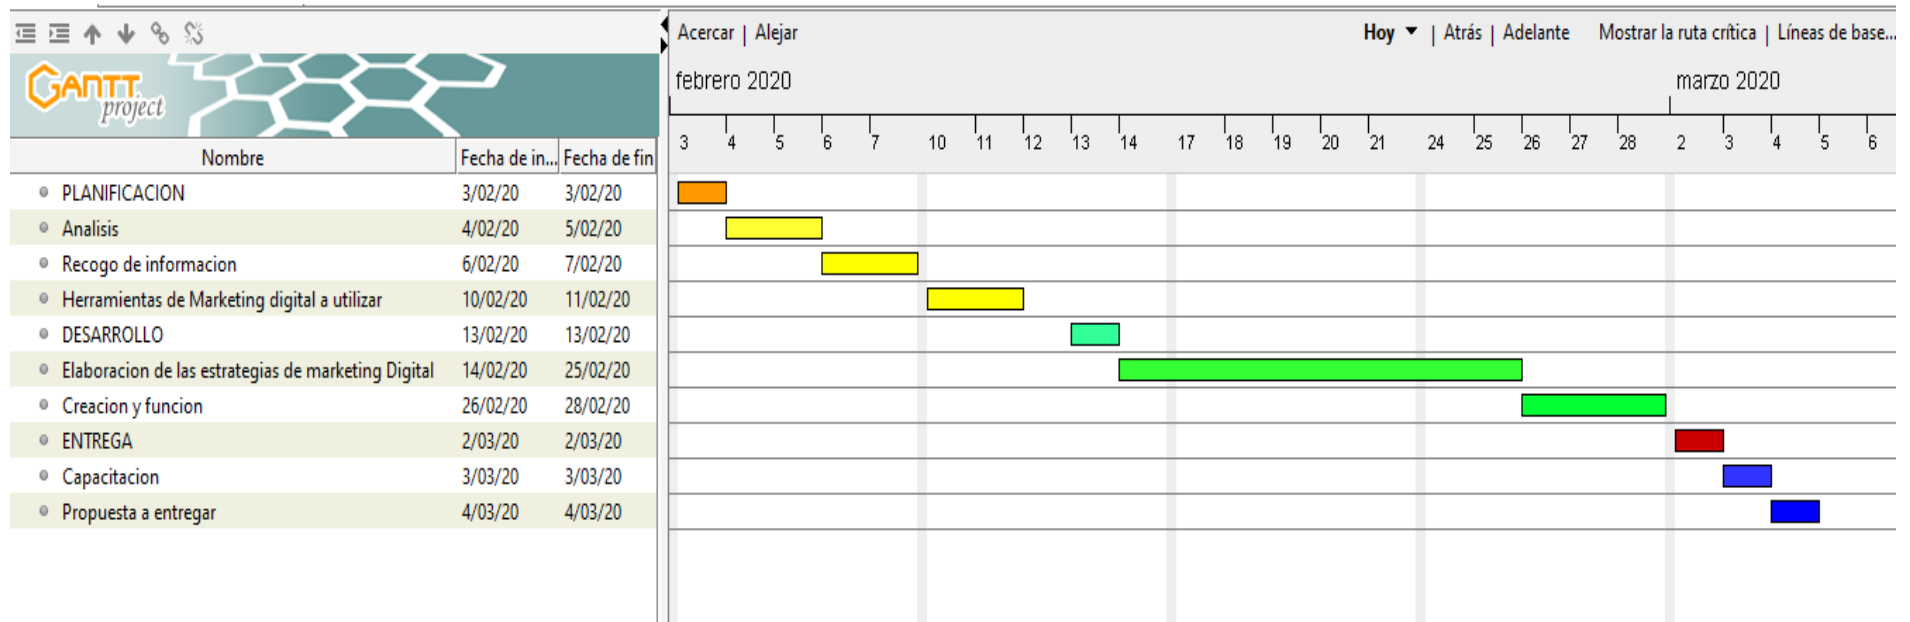 Acercar | Alejar
Hoy | Atrás | Adelante Mostrar la ruta crítica | Líneas de base...
GANTT
project
febrero 2020
marzo 2020
3 4 5 6 7 10 11 12 13 14 17 18 19 20 21 24 25 26 27 28 2 3 4 5 6
Nombre Fecha de in... Fecha de fin
PLANIFICACION 3/02/20 3/02/20
Analisis 4/02/20 5/02/20
Recogo de informacion 6/02/20 7/02/20
Herramientas de Marketing digital a utilizar 10/02/20 11/02/20
DESARROLLO 13/02/20 13/02/20
Elaboracion de las estrategias de marketing Digital 14/02/20 25/02/20
Creacion y funcion 26/02/20 28/02/20
ENTREGA 2/03/20 2/03/20
Capacitacion 3/03/20 3/03/20
Propuesta a entregar 4/03/20 4/03/20